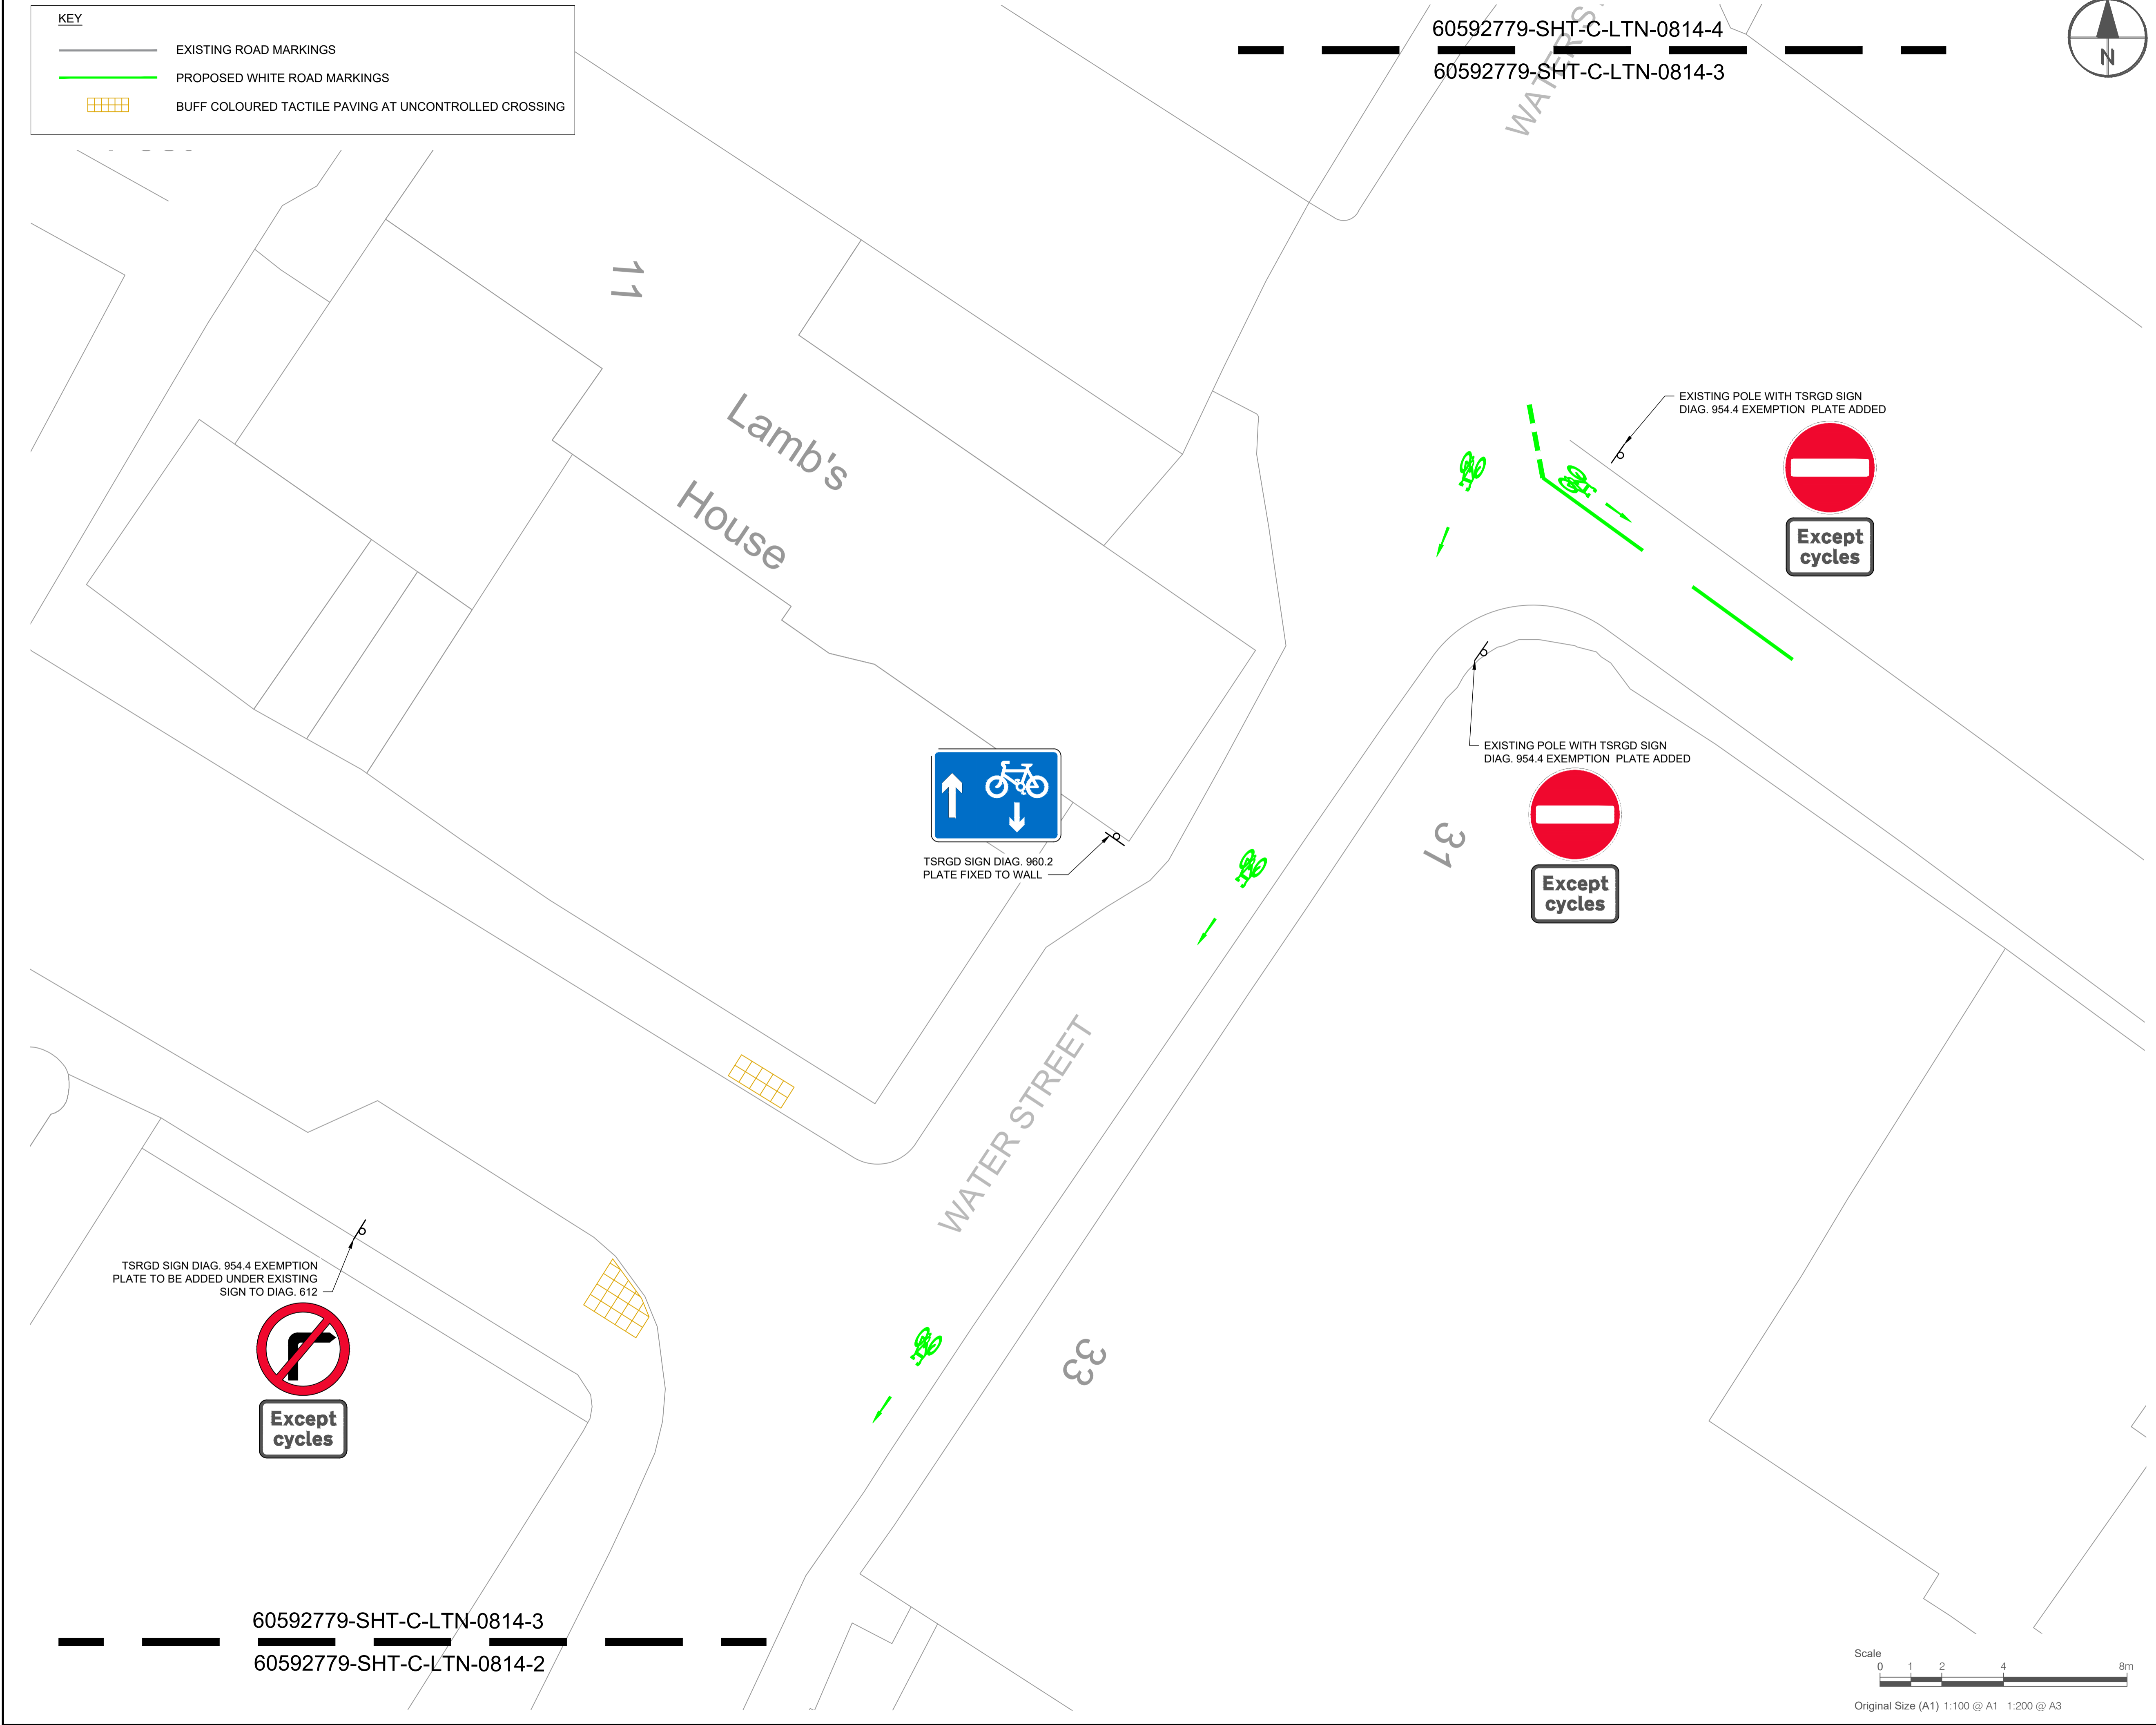 KEY
EXISTING ROAD MARKINGS
PROPOSED WHITE ROAD MARKINGS
BUFF COLOURED TACTILE PAVING AT UNCONTROLLED CROSSING
60592779-SHT-C-LTN-0814-4
60592779-SHT-C-LTN-0814-3
N
11
Lamb's
House
EXISTING POLE WITH TSRGD SIGN
DIAG. 954.4 EXEMPTION PLATE ADDED
Except
cycles
EXISTING POLE WITH TSRGD SIGN
DIAG. 954.4 EXEMPTION PLATE ADDED
Except
cycles
31
TSRGD SIGN DIAG. 960.2
PLATE FIXED TO WALL
WATER STREET
33
TSRGD SIGN DIAG. 954.4 EXEMPTION
PLATE TO BE ADDED UNDER EXISTING
SIGN TO DIAG. 612
Except
cycles
60592779-SHT-C-LTN-0814-3
60592779-SHT-C-LTN-0814-2
Scale
0 1 2 4 8m
Original Size (A1) 1:100 @ A1 1:200 @ A3
WATER S